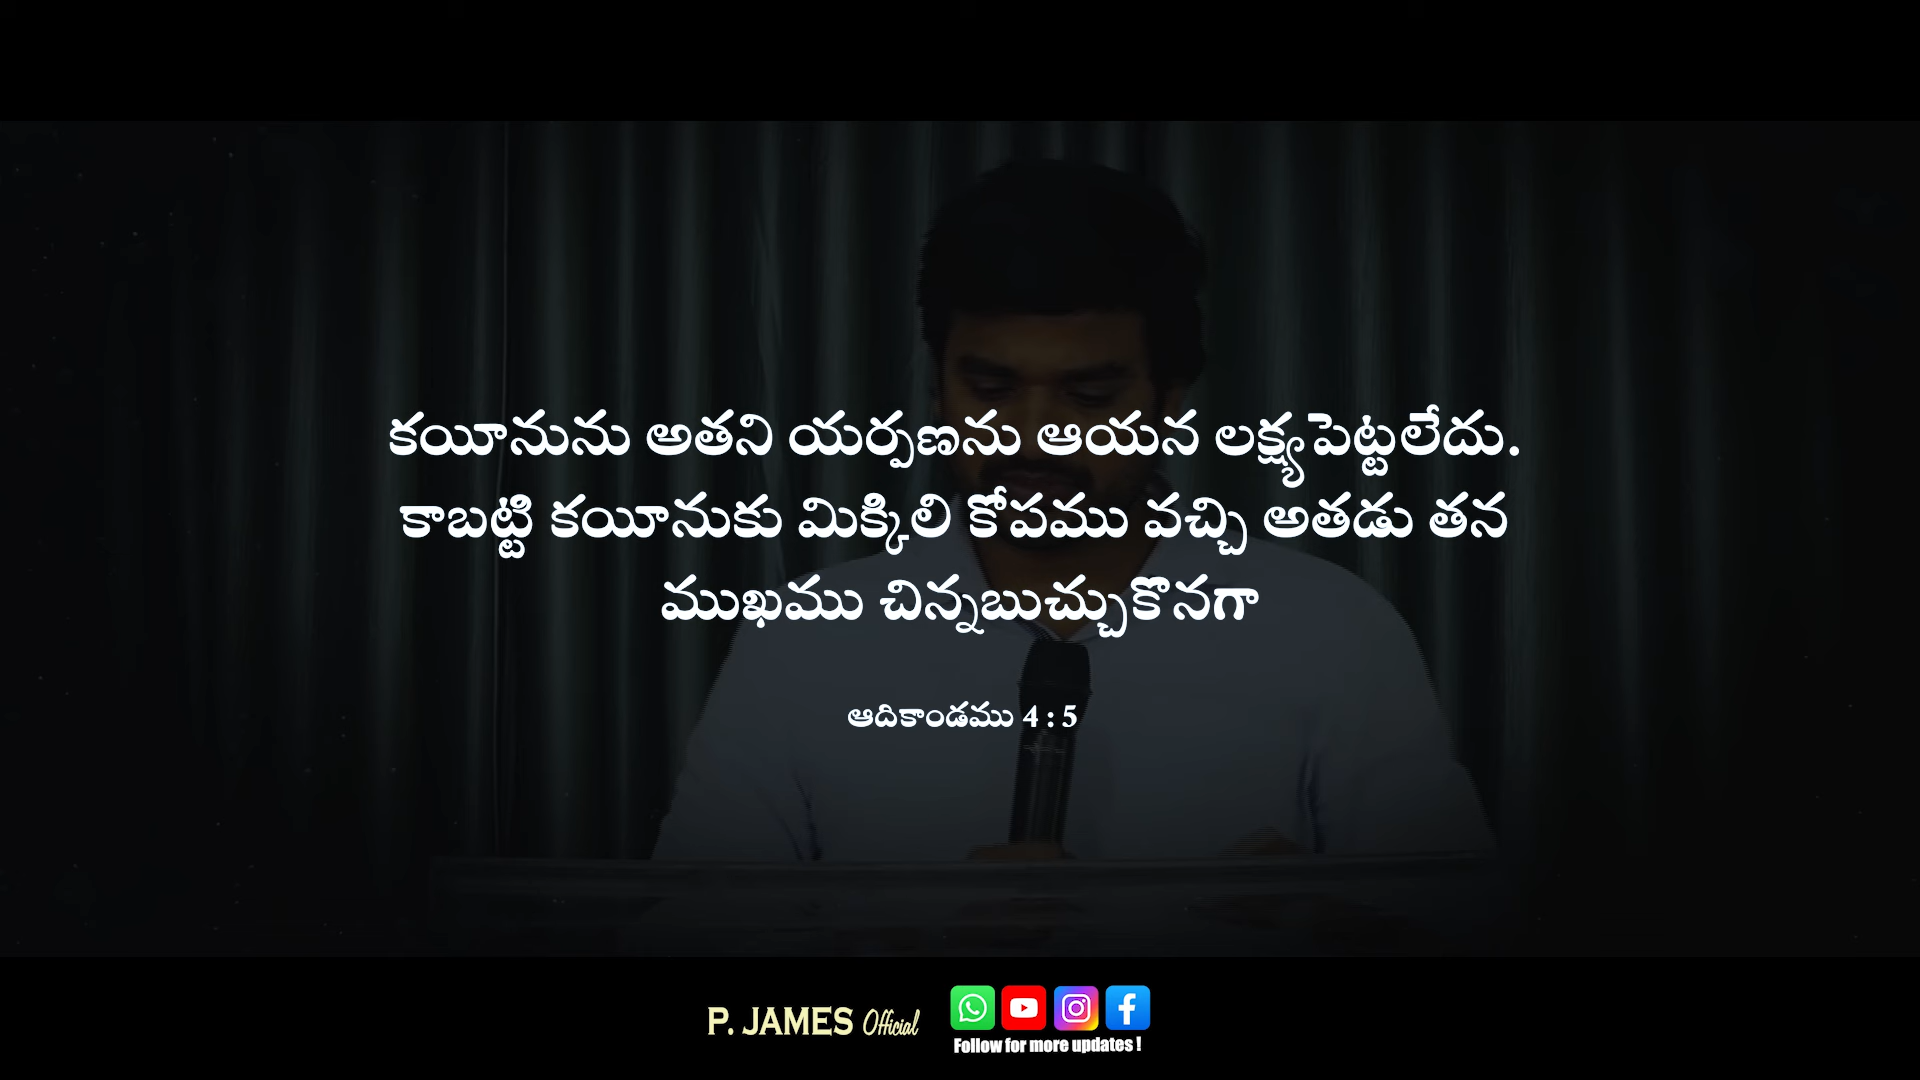 కయీనును అతని యర్పణను ఆయన లక్ష్యపెట్టలేదు.
కాబట్టి కయీనుకు మిక్కిలి కోపము వచ్చి అతడు తన
ముఖము చిన్నబుచ్చుకొనగా
ఆదికాండము 4 : 5
P. JAMES Official
Follow for more updates !